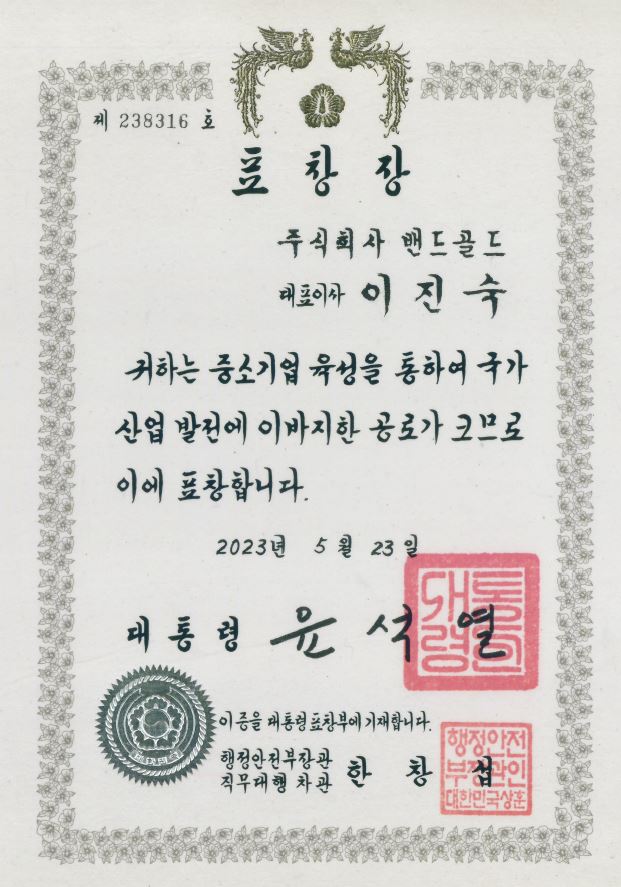 제 238316 호
표창장
주식회사 밴드골드
대표이사 이진숙
귀하는 중소기업 육성을 통하여 국가
산업 발전에 이바지한 공로가 크므로
이에 표창합니다.
2023년 5월 23일
대통령 윤석열
대통령인
이 증을 대통령표창부에 기재합니다.
행정안전부장관
직무대행 차관 한창섭
행정안전
부장관인
대한민국상훈